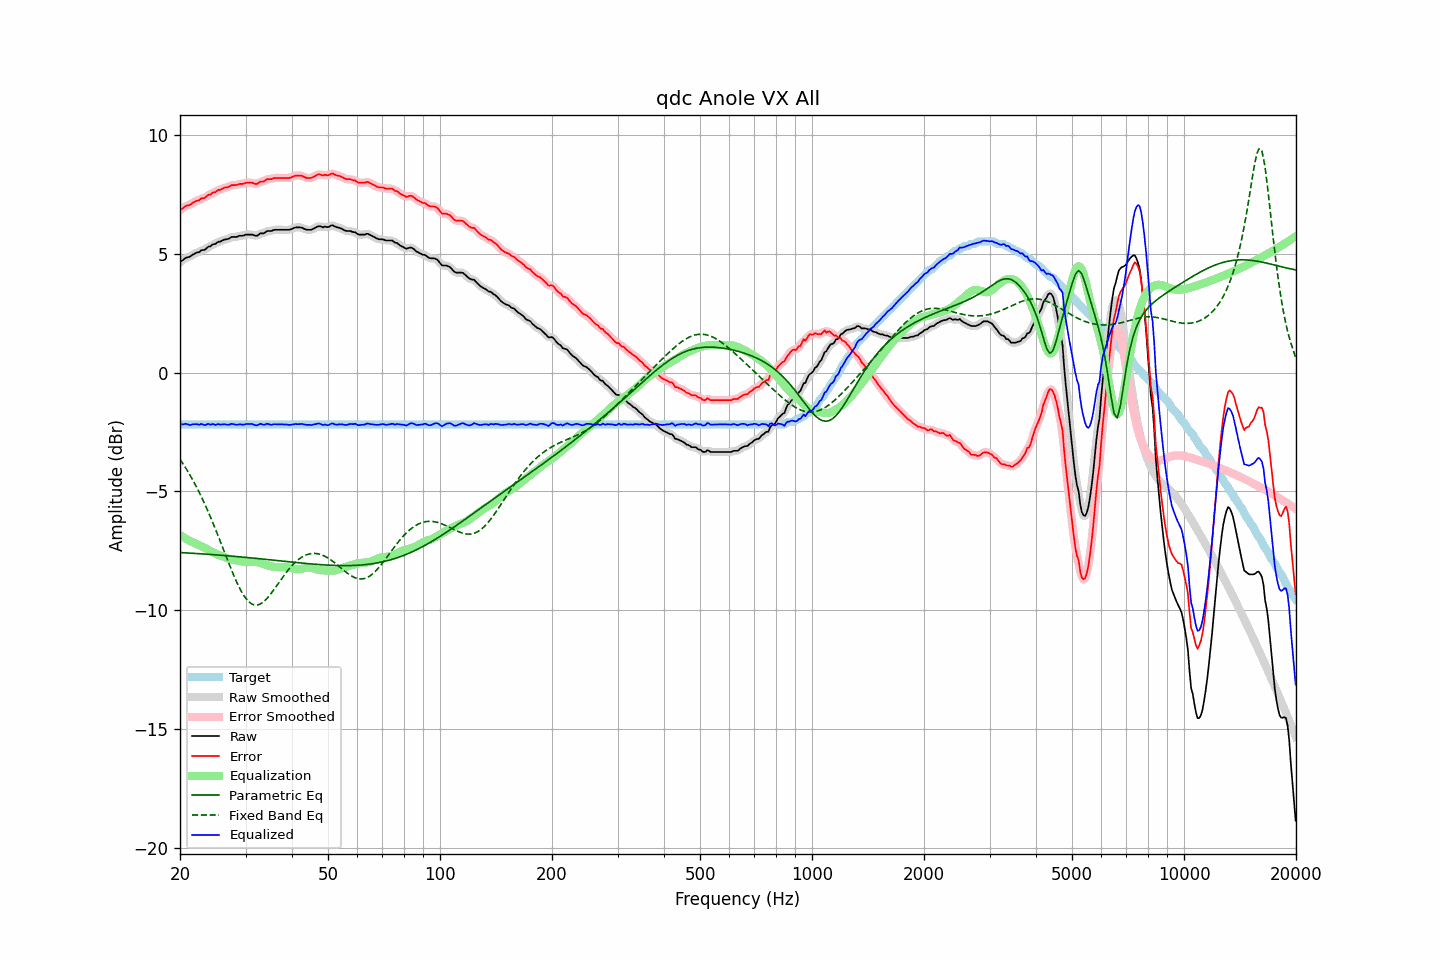 qdc Anole VX All
Amplitude (dBr)
10
5
0
−5
−10
−15
−20
Target
Raw Smoothed
Error Smoothed
Raw
Error
Equalization
Parametric Eq
Fixed Band Eq
Equalized
20 50 100 200 500 1000 2000 5000 10000 20000
Frequency (Hz)